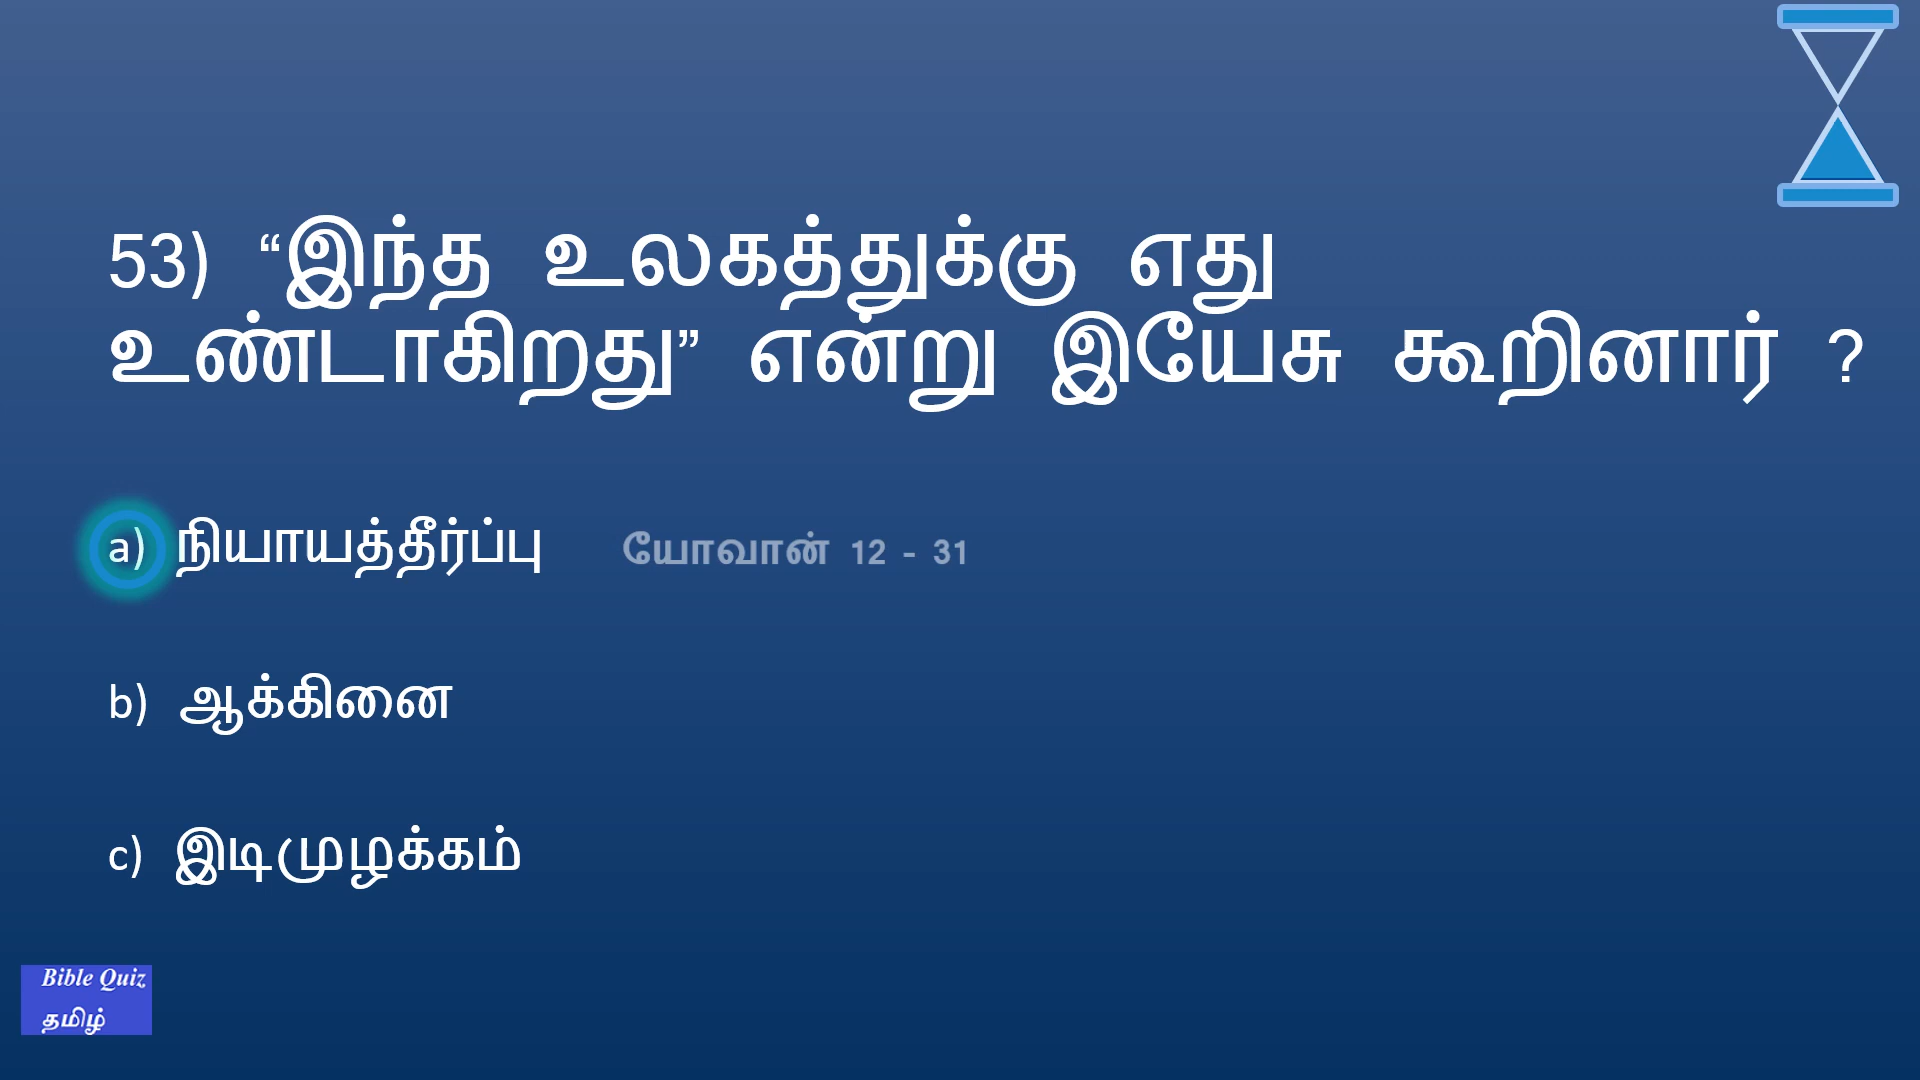 53) “இந்த உலகத்துக்கு எது
உண்டாகிறது” என்று இயேசு கூறினார் ?
a) நியாயத்தீர்ப்பு யோவான் 12 - 31
b) ஆக்கினை
c) இடிமுழக்கம்
Bible Quiz
தமிழ்